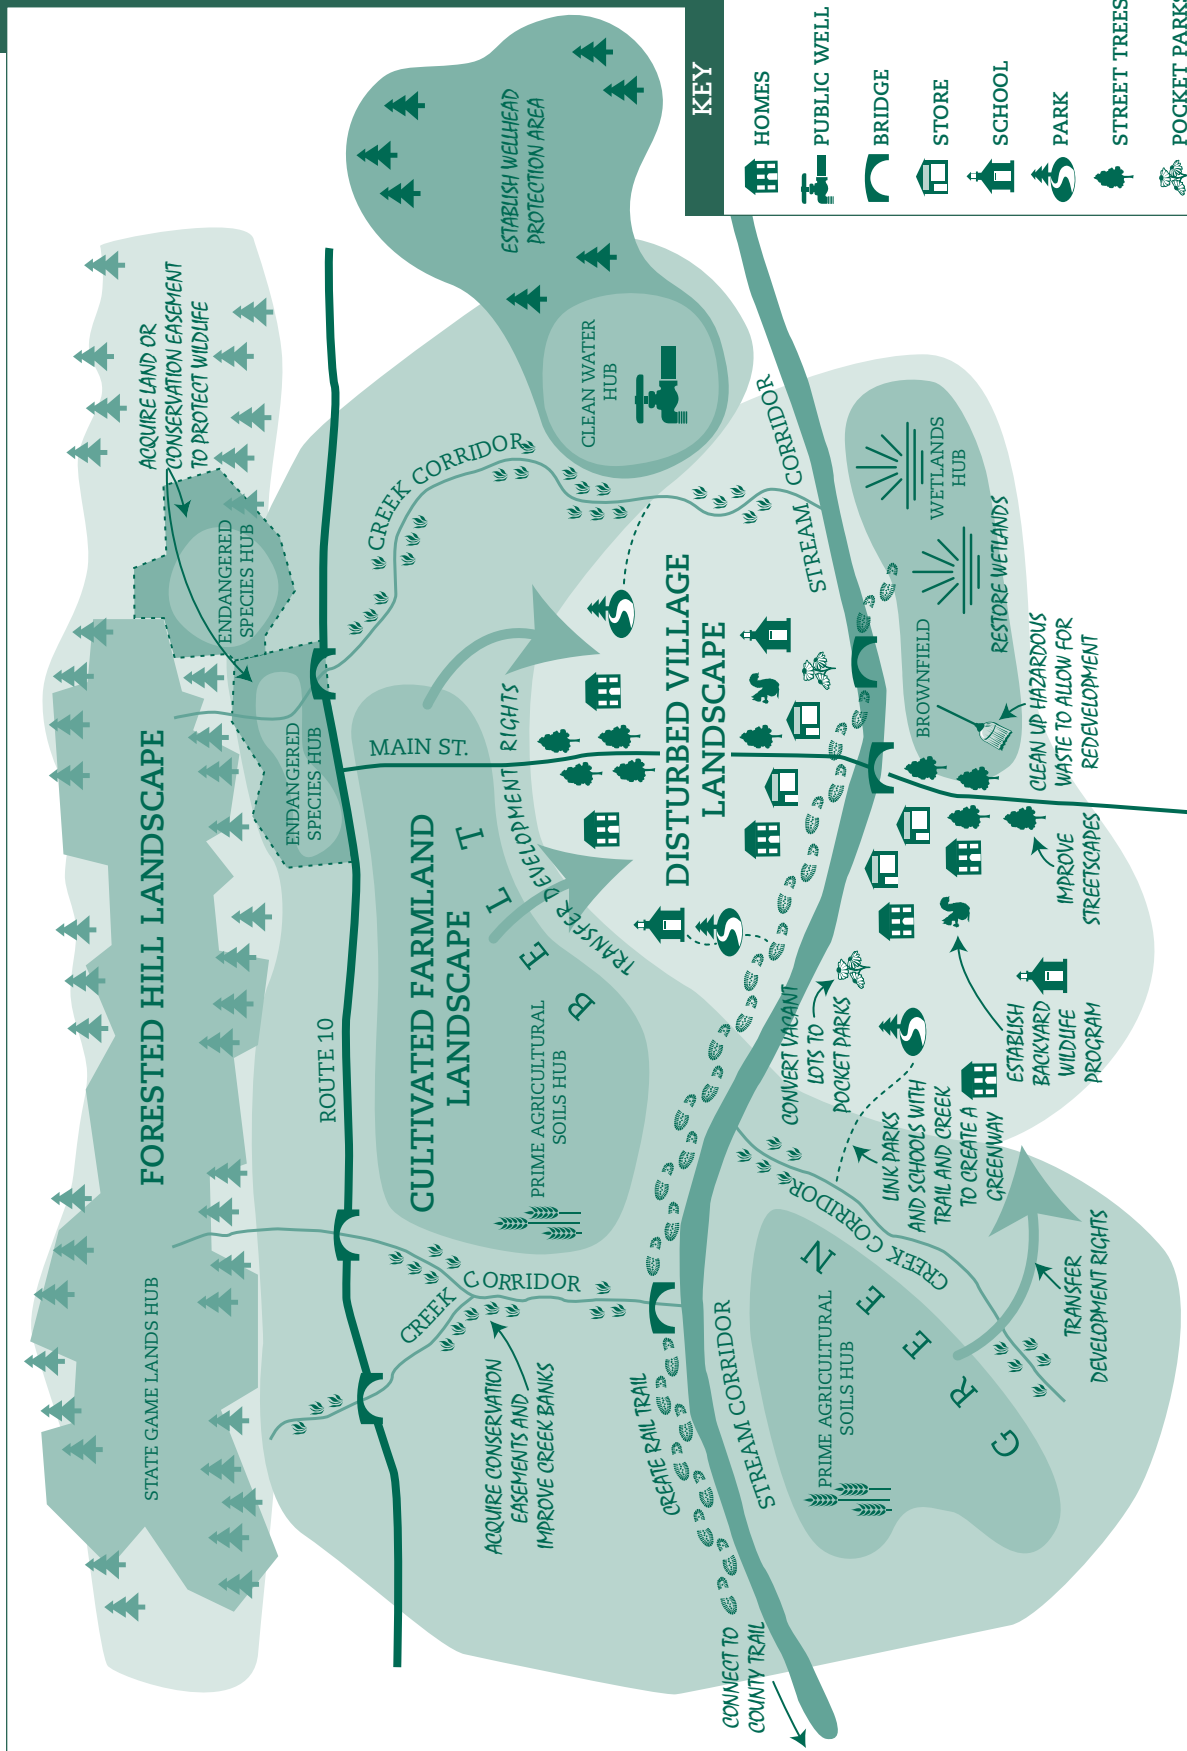 FORESTED HILL LANDSCAPE
STATE GAME LANDS HUB
ACQUIRE LAND OR
CONSERVATION EASEMENT
TO PROTECT WILDLIFE
ENDANGERED
SPECIES HUB
ENDANGERED
SPECIES HUB
ROUTE 10
CULTIVATED FARMLAND
LANDSCAPE
MAIN ST.
CREEK CORRIDOR
ESTABLISH WELLHEAD
PROTECTION AREA
CLEAN WATER
HUB
CREEK CORRIDOR
ACQUIRE CONSERVATION
EASEMENTS AND
IMPROVE CREEK BANKS
PRIME AGRICULTURAL
SOILS HUB
TRANSFER DEVELOPMENT RIGHTS
GREEN BELT
DISTURBED VILLAGE
LANDSCAPE
STREAM CORRIDOR
CREATE RAIL TRAIL
STREAM CORRIDOR
CONNECT TO
COUNTY TRAIL
PRIME AGRICULTURAL
SOILS HUB
CREEK CORRIDOR
CONVERT VACANT
LOTS TO
POCKET PARKS
LINK PARKS
AND SCHOOLS WITH
TRAIL AND CREEK
TO CREATE A
GREENWAY
TRANSFER
DEVELOPMENT RIGHTS
ESTABLISH
BACKYARD
WILDLIFE
PROGRAM
IMPROVE
STREETSCAPES
BROWNFIELD
CLEAN UP HAZARDOUS
WASTE TO ALLOW FOR
REDEVELOPMENT
RESTORE WETLANDS
WETLANDS
HUB
KEY
HOMES
PUBLIC WELL
BRIDGE
STORE
SCHOOL
PARK
STREET TREES
POCKET PARKS